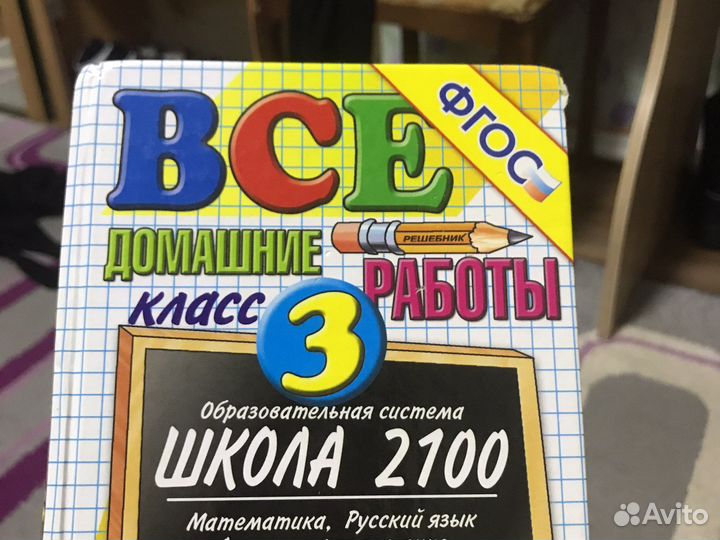 ВСЕ
ФГОС
ДОМАШНИЕ
РЕШЕБНИК
РАБОТЫ
класс
3
Образовательная система
ШКОЛА 2100
Математика, Русский язык
Avito